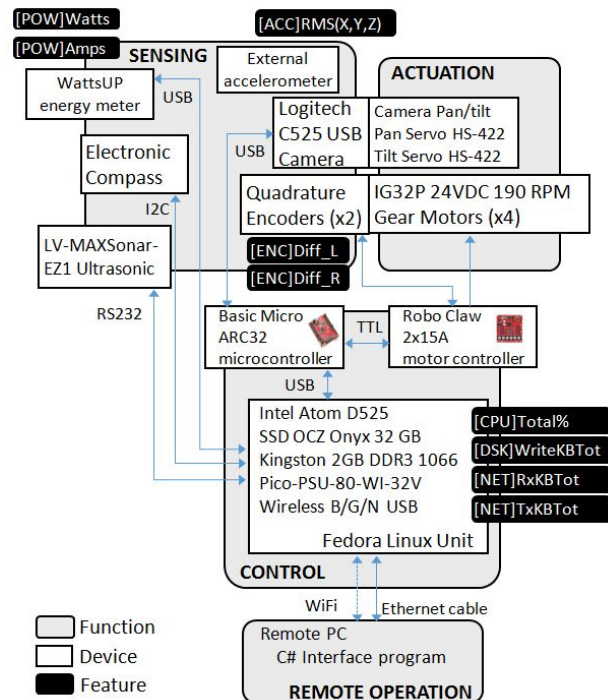 [POW]Watts
[POW]Amps
[ACC]RMS(X,Y,Z)
SENSING
WattsUP
energy meter
USB
External
accelerometer
ACTUATION
Logitech
C525 USB
Camera
USB
Camera Pan/tilt
Pan Servo HS-422
Tilt Servo HS-422
Electronic
Compass
I2C
Quadrature
Encoders (x2)
IG32P 24VDC 190 RPM
Gear Motors (x4)
LV-MAXSonar-
EZ1 Ultrasonic
RS232
[ENC]Diff_L
[ENC]Diff_R
Basic Micro
ARC32
microcontroller
TTL
Robo Claw
2x15A
motor controller
USB
Intel Atom D525
SSD OCZ Onyx 32 GB
Kingston 2GB DDR3 1066
Pico-PSU-80-WI-32V
Wireless B/G/N USB
Fedora Linux Unit
[CPU]Total%
[DSK]WriteKBTot
[NET]RxKBTot
[NET]TxKBTot
CONTROL
WiFi
Ethernet cable
Remote PC
C# Interface program
REMOTE OPERATION
Function
Device
Feature